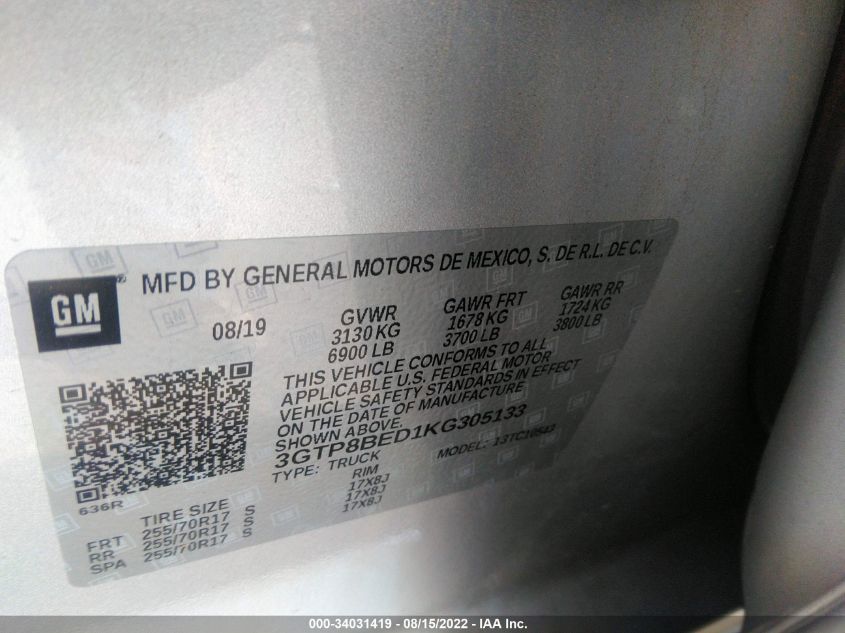 MFD BY GENERAL MOTORS DE MEXICO, S. DE R.L. DE C.V.
GM
08/19
GVWR GAWR FRT GAWR RR
3130 KG 1678 KG 1724 KG
6900 LB 3700 LB 3800 LB
THIS VEHICLE CONFORMS TO ALL
APPLICABLE U.S. FEDERAL MOTOR
VEHICLE SAFETY STANDARDS IN EFFECT
ON THE DATE OF MANUFACTURE
SHOWN ABOVE.
3GTP8BED1KG305133
TYPE: TRUCK MODEL: 13TC10543
636R
TIRE SIZE RIM
FRT 255/70R17 S 17X8J
RR 255/70R17 S 17X8J
SPA 255/70R17 S 17X8J
000-34031419 - 08/15/2022 - IAA Inc.